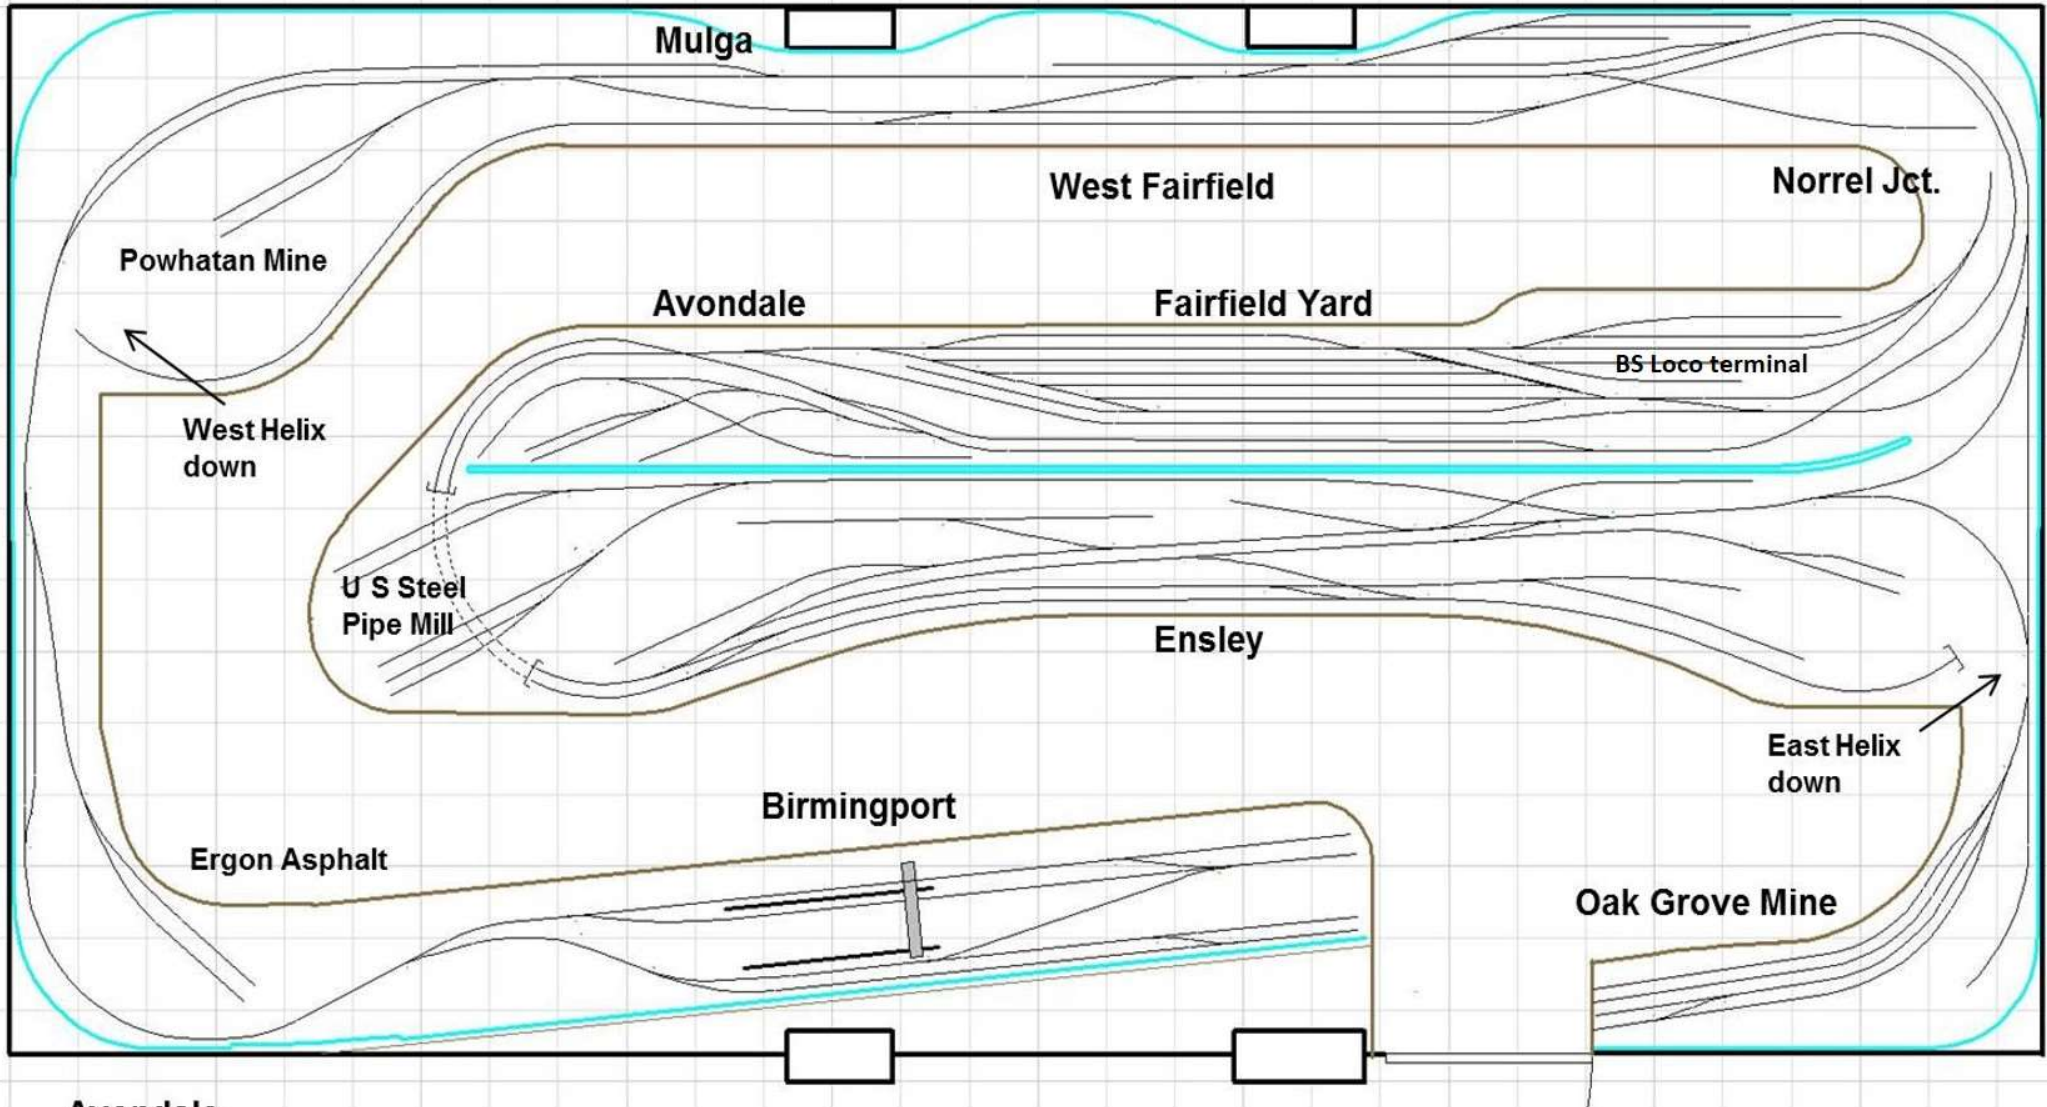 Mulga
West Fairfield
Norrel Jct.
Powhatan Mine
Avondale
Fairfield Yard
BS Loco terminal
West Helix
down
U S Steel
Pipe Mill
Ensley
East Helix
down
Birmingport
Ergon Asphalt
Oak Grove Mine
Avondale